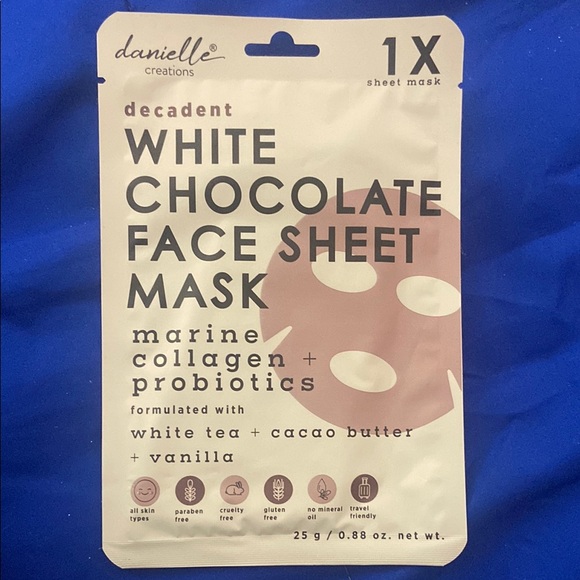 danielle®
creations
1X
sheet mask
decadent
WHITE
CHOCOLATE
FACE SHEET
MASK
marine
collagen +
probiotics
formulated with
white tea + cacao butter
+ vanilla
all skin types
paraben free
cruelty free
gluten free
no mineral oil
travel friendly
25 g / 0.88 oz. net wt.